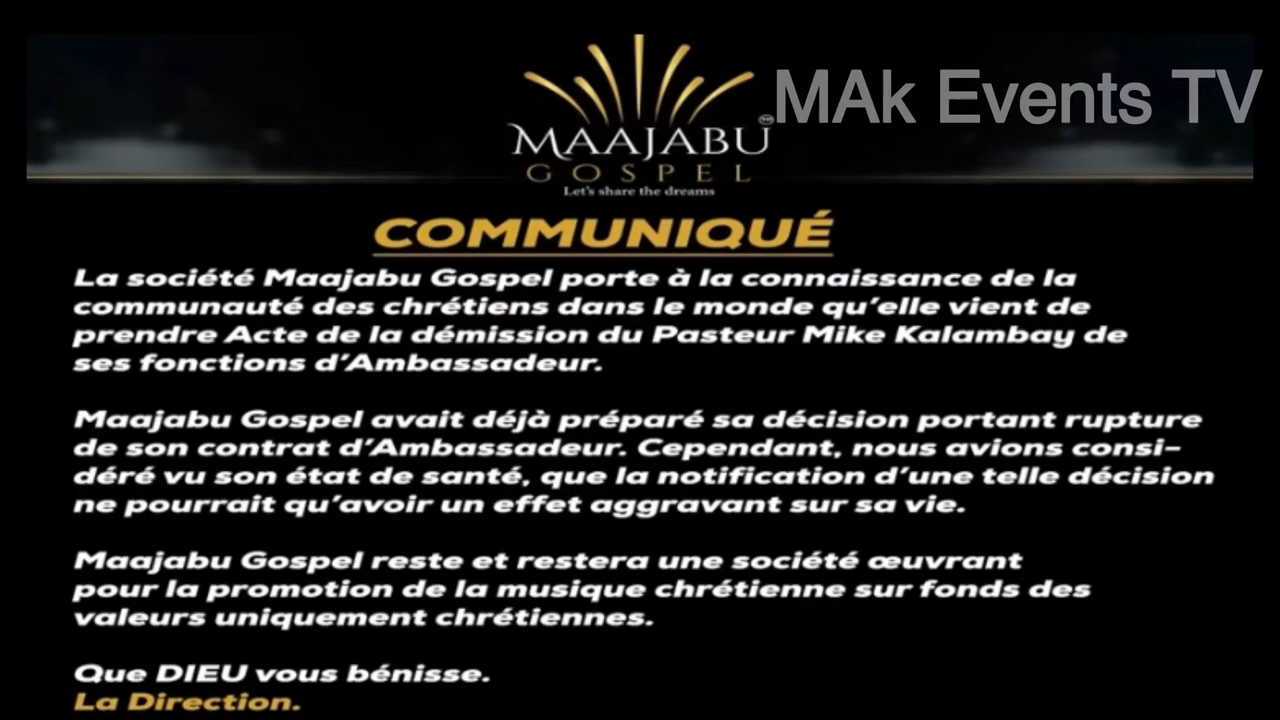 MAk Events TV
MAAJABU
GOSPEL
Let's share the dreams
COMMUNIQUÉ
La société Maajabu Gospel porte à la connaissance de la
communauté des chrétiens dans le monde qu'elle vient de
prendre Acte de la démission du Pasteur Mike Kalambay de
ses fonctions d'Ambassadeur.
Maajabu Gospel avait déjà préparé sa décision portant rupture
de son contrat d'Ambassadeur. Cependant, nous avions consi-
déré vu son état de santé, que la notification d'une telle décision
ne pourrait qu'avoir un effet aggravant sur sa vie.
Maajabu Gospel reste et restera une société œuvrant
pour la promotion de la musique chrétienne sur fonds des
valeurs uniquement chrétiennes.
Que DIEU vous bénisse.
La Direction.